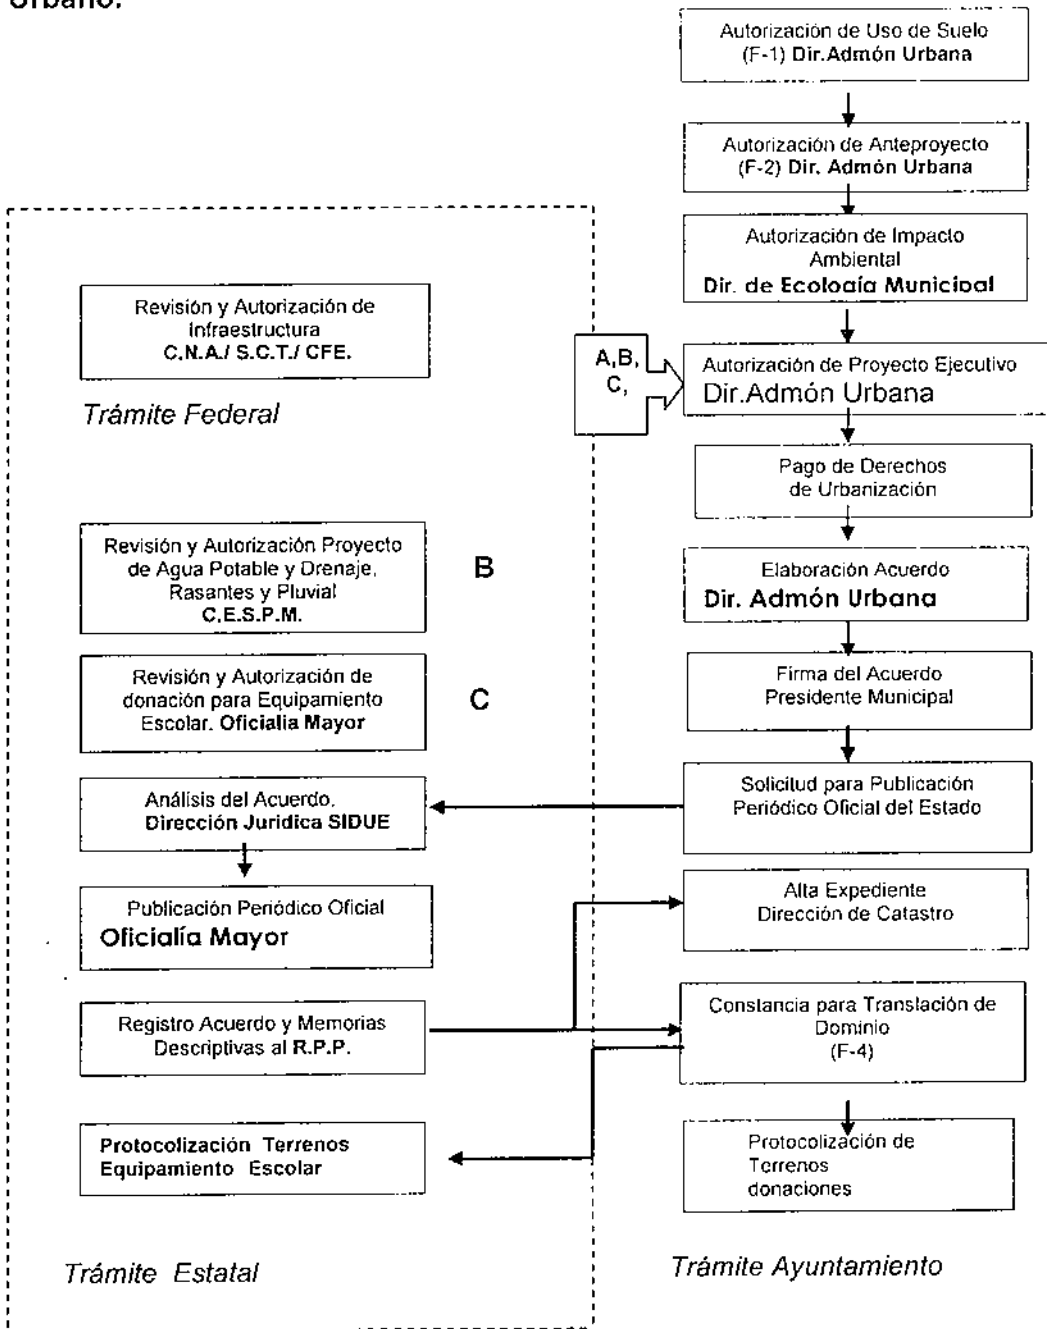 Urbano.
Autorización de Uso de Suelo
(F-1) Dir.Admón Urbana
Autorización de Anteproyecto
(F-2) Dir. Admón Urbana
Autorización de Impacto
Ambiental
Dir. de Ecología Municipal
Revisión y Autorización de
Infraestructura
C.N.A./ S.C.T./ CFE.
Trámite Federal
A,B,
C,
Autorización de Proyecto Ejecutivo
Dir.Admón Urbana
Pago de Derechos
de Urbanización
Revisión y Autorización Proyecto
de Agua Potable y Drenaje,
Rasantes y Pluvial
C.E.S.P.M.
B
Elaboración Acuerdo
Dir. Admón Urbana
Revisión y Autorización de
donación para Equipamiento
Escolar. Oficialia Mayor
C
Firma del Acuerdo
Presidente Municipal
Análisis del Acuerdo.
Dirección Juridica SIDUE
Solicitud para Publicación
Periódico Oficial del Estado
Publicación Periódico Oficial
Oficialía Mayor
Alta Expediente
Dirección de Catastro
Registro Acuerdo y Memorias
Descriptivas al R.P.P.
Constancia para Translación de
Dominio
(F-4)
Protocolización Terrenos
Equipamiento Escolar
Protocolización de
Terrenos
donaciones
Trámite Estatal
Trámite Ayuntamiento